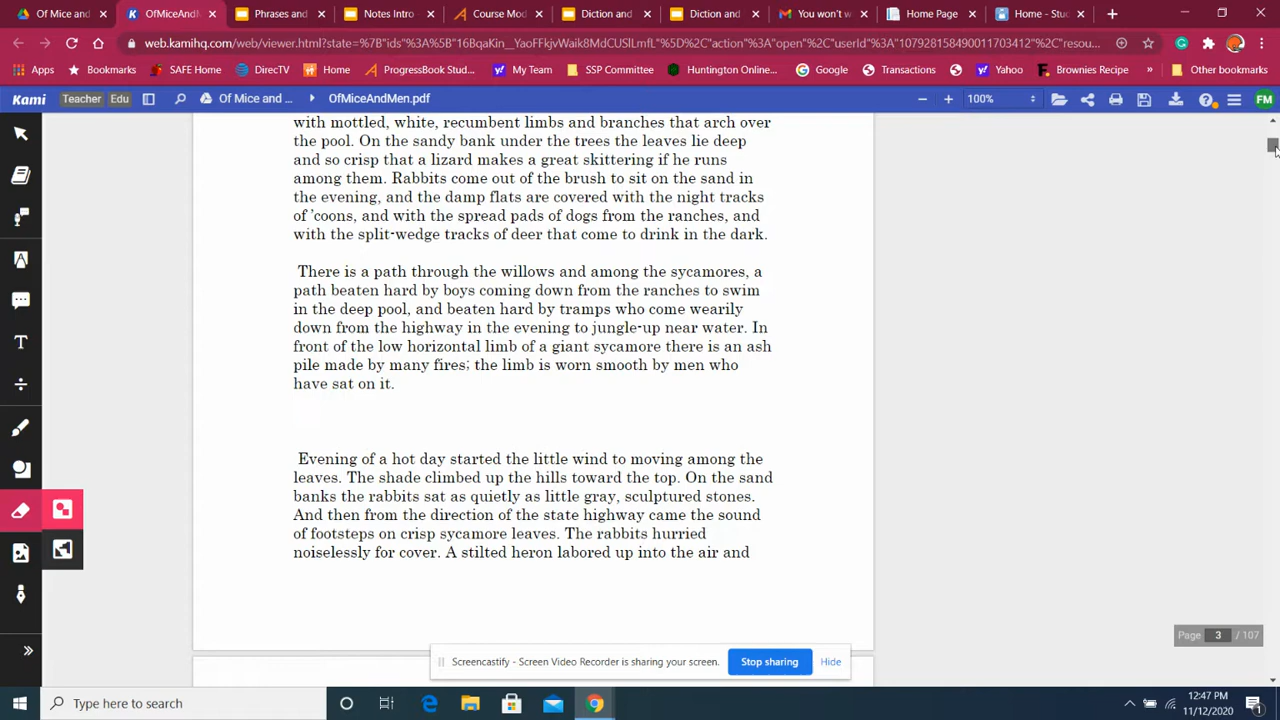 Of Mice and
OfMiceAndM
Phrases and
Notes Intro
Course Mod
Diction and
Diction and
You won't w
Home Page
Home - Stu
web.kamihq.com/web/viewer.html?state=%7B"ids"%3A%5B"16BqaKin__YaoFFkjvWaik8MdCUSlLmfL"%5D%2C"action"%3A"open"%2C"userId"%3A"107928158490011703412"%2C"resou...
Apps
Bookmarks
SAFE Home
DirecTV
Home
ProgressBook Stud...
My Team
SSP Committee
Huntington Online...
Google
Transactions
Yahoo
Brownies Recipe
»
Other bookmarks
Kami
Teacher
Edu
Of Mice and ...
OfMiceAndMen.pdf
100%
FM
with mottled, white, recumbent limbs and branches that arch over
the pool. On the sandy bank under the trees the leaves lie deep
and so crisp that a lizard makes a great skittering if he runs
among them. Rabbits come out of the brush to sit on the sand in
the evening, and the damp flats are covered with the night tracks
of 'coons, and with the spread pads of dogs from the ranches, and
with the split-wedge tracks of deer that come to drink in the dark.
There is a path through the willows and among the sycamores, a
path beaten hard by boys coming down from the ranches to swim
in the deep pool, and beaten hard by tramps who come wearily
down from the highway in the evening to jungle-up near water. In
front of the low horizontal limb of a giant sycamore there is an ash
pile made by many fires; the limb is worn smooth by men who
have sat on it.
Evening of a hot day started the little wind to moving among the
leaves. The shade climbed up the hills toward the top. On the sand
banks the rabbits sat as quietly as little gray, sculptured stones.
And then from the direction of the state highway came the sound
of footsteps on crisp sycamore leaves. The rabbits hurried
noiselessly for cover. A stilted heron labored up into the air and
Page 3 / 107
Screencastify - Screen Video Recorder is sharing your screen.
Stop sharing
Hide
Type here to search
12:47 PM
11/12/2020
1